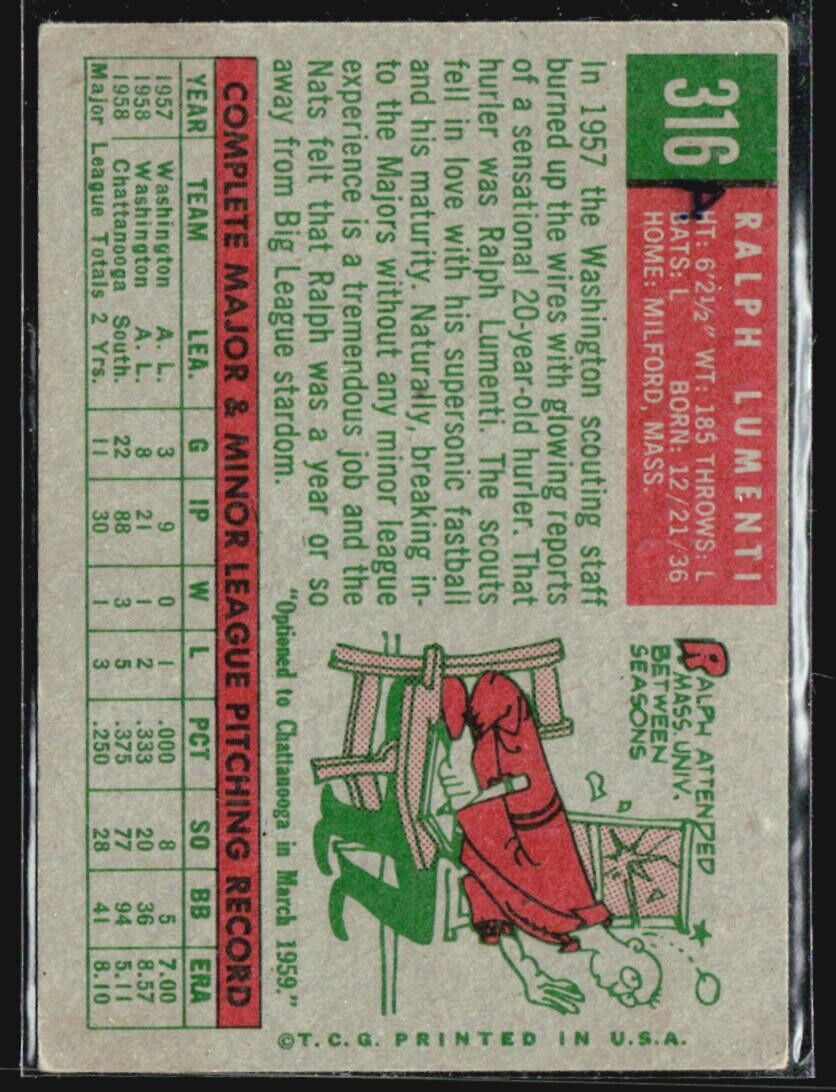 316
RALPH LUMENTI
HT: 6'2½" WT: 185 THROWS: L
BATS: L BORN: 12/21/36
HOME: MILFORD, MASS.
In 1957 the Washington scouting staff
burned up the wires with glowing reports
of a sensational 20-year-old hurler. That
hurler was Ralph Lumenti. The scouts
fell in love with his supersonic fastball
and his maturity. Naturally, breaking in-
to the Majors without any minor league
experience is a tremendous job and the
Nats felt that Ralph was a year or so
away from Big League stardom.
"Optioned to Chattanooga in March 1959."
RALPH ATTENDED
MASS. UNIV.
BETWEEN
SEASONS
©T.C.G. PRINTED IN U.S.A.
COMPLETE MAJOR & MINOR LEAGUE PITCHING RECORD
YEAR TEAM LEA. G IP W L PCT SO BB ERA
1957 Washington A. L. 3 9 0 1 .000 8 5 7.00
1958 Washington A. L. 8 21 1 2 .333 20 36 8.57
1958 Chattanooga South. 22 88 3 5 .375 77 94 5.11
Major League Totals 2 Yrs. 11 30 1 3 .250 28 41 8.10